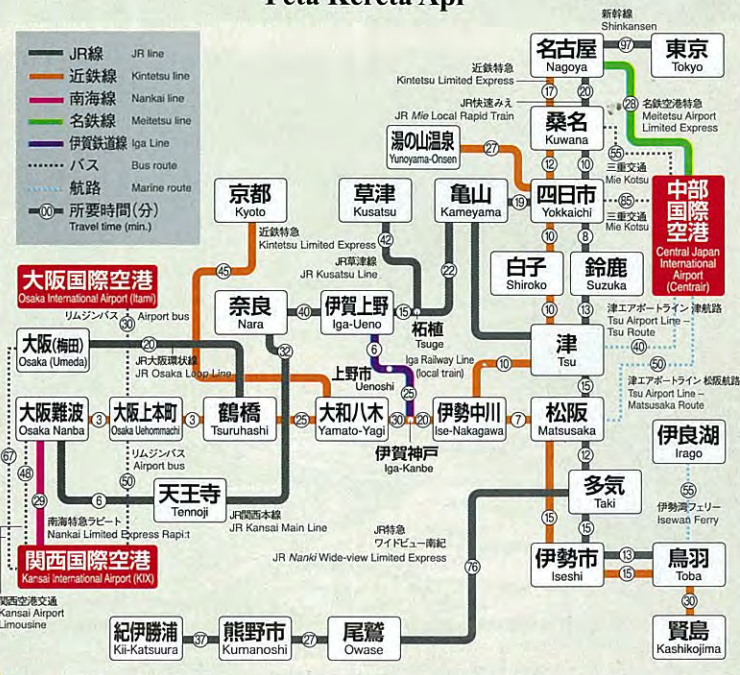 Peta Kereta Api
JR線 JR line
近鉄線 Kintetsu line
南海線 Nankai line
名鉄線 Meitetsu line
伊賀鉄道線 Iga Line
バス Bus route
航路 Marine route
00 所要時間(分)
Travel time (min.)
新幹線
Shinkansen
名古屋
Nagoya
97
東京
Tokyo
近鉄特急
Kintetsu Limited Express
17
20
28
名鉄空港特急
Meitetsu Airport
Limited Express
JR快速みえ
JR Mie Local Rapid Train
桑名
Kuwana
湯の山温泉
Yunoyama-Onsen
27
12
10
55
三重交通
Mie Kotsu
京都
Kyoto
草津
Kusatsu
亀山
Kameyama
19
四日市
Yokkaichi
85
三重交通
Mie Kotsu
中部
国際
空港
Central Japan
International
Airport
(Centrair)
近鉄特急
Kintetsu Limited Express
45
42
JR草津線
JR Kusatsu Line
22
10
8
白子
Shiroko
鈴鹿
Suzuka
大阪国際空港
Osaka International Airport (Itami)
リムジンバス
Airport bus
30
奈良
Nara
40
伊賀上野
Iga-Ueno
15
柘植
Tsuge
10
13
津エアポートライン 津航路
Tsu Airport Line –
Tsu Route
40
50
大阪(梅田)
Osaka (Umeda)
20
JR大阪環状線
JR Osaka Loop Line
32
6
上野市
Uenoshi
Iga Railway Line
(local train)
25
10
津
Tsu
15
津エアポートライン 松阪航路
Tsu Airport Line –
Matsusaka Route
大阪難波
Osaka Nanba
3
大阪上本町
Osaka Uehommachi
3
鶴橋
Tsuruhashi
25
大和八木
Yamato-Yagi
30
20
伊賀神戸
Iga-Kanbe
伊勢中川
Ise-Nakagawa
7
松阪
Matsusaka
伊良湖
Irago
67
48
29
6
リムジンバス
Airport bus
50
天王寺
Tennoji
JR関西本線
JR Kansai Main Line
12
多気
Taki
55
伊勢湾フェリー
Isewan Ferry
南海特急ラピート
Nankai Limited Express Rapi:t
JR特急
ワイドビュー南紀
JR Nanki Wide-view Limited Express
76
15
15
関西国際空港
Kansai International Airport (KIX)
伊勢市
Iseshi
13
15
鳥羽
Toba
関西空港交通
Kansai Airport
Limousine
30
紀伊勝浦
Kii-Katsuura
37
熊野市
Kumanoshi
27
尾鷲
Owase
賢島
Kashikojima